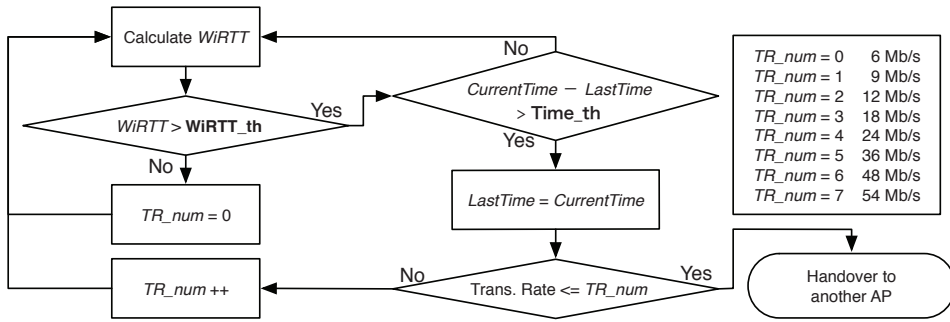 Calculate WiRTT
No
CurrentTime − LastTime
> Time_th
Yes
WiRTT > WiRTT_th
Yes
No
TR_num = 0
LastTime = CurrentTime
TR_num = 0 6 Mb/s
TR_num = 1 9 Mb/s
TR_num = 2 12 Mb/s
TR_num = 3 18 Mb/s
TR_num = 4 24 Mb/s
TR_num = 5 36 Mb/s
TR_num = 6 48 Mb/s
TR_num = 7 54 Mb/s
TR_num ++
No
Trans. Rate <= TR_num
Yes
Handover to
another AP